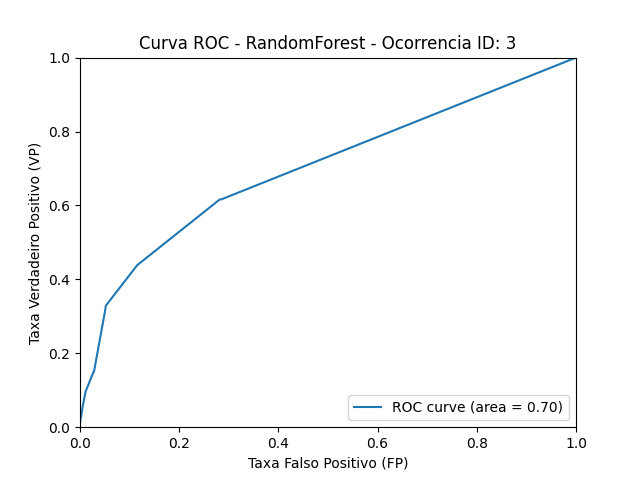 Curva ROC - RandomForest - Ocorrencia ID: 3
Taxa Verdadeiro Positivo (VP)
1.0
0.8
0.6
0.4
0.2
0.0
ROC curve (area = 0.70)
0.0 0.2 0.4 0.6 0.8 1.0
Taxa Falso Positivo (FP)